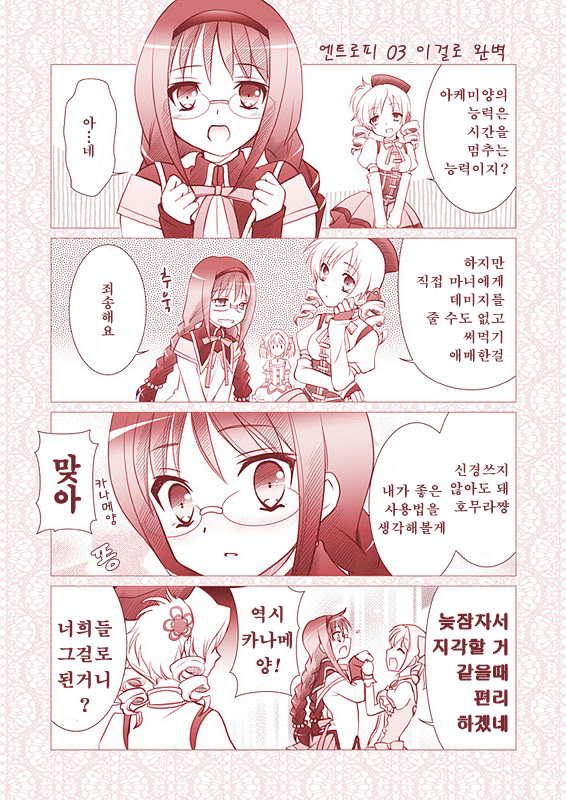 엔트로피 03_이걸로 완벽
아케미양의
능력은
시간을
멈추는
능력이지?
아…네
하지만
직접 마녀에게
데미지를
줄 수도 없고
써먹기
애매한걸
추욱
죄송해요
신경쓰지
않아도 돼
호무라쨩
내가 좋은
사용법을
생각해볼게
카나메양
맞아
뚱
늦잠자서
지각할 거
같을때
편리
하겠네
역시
카나메
양!
너희들
그걸로
된거니
?